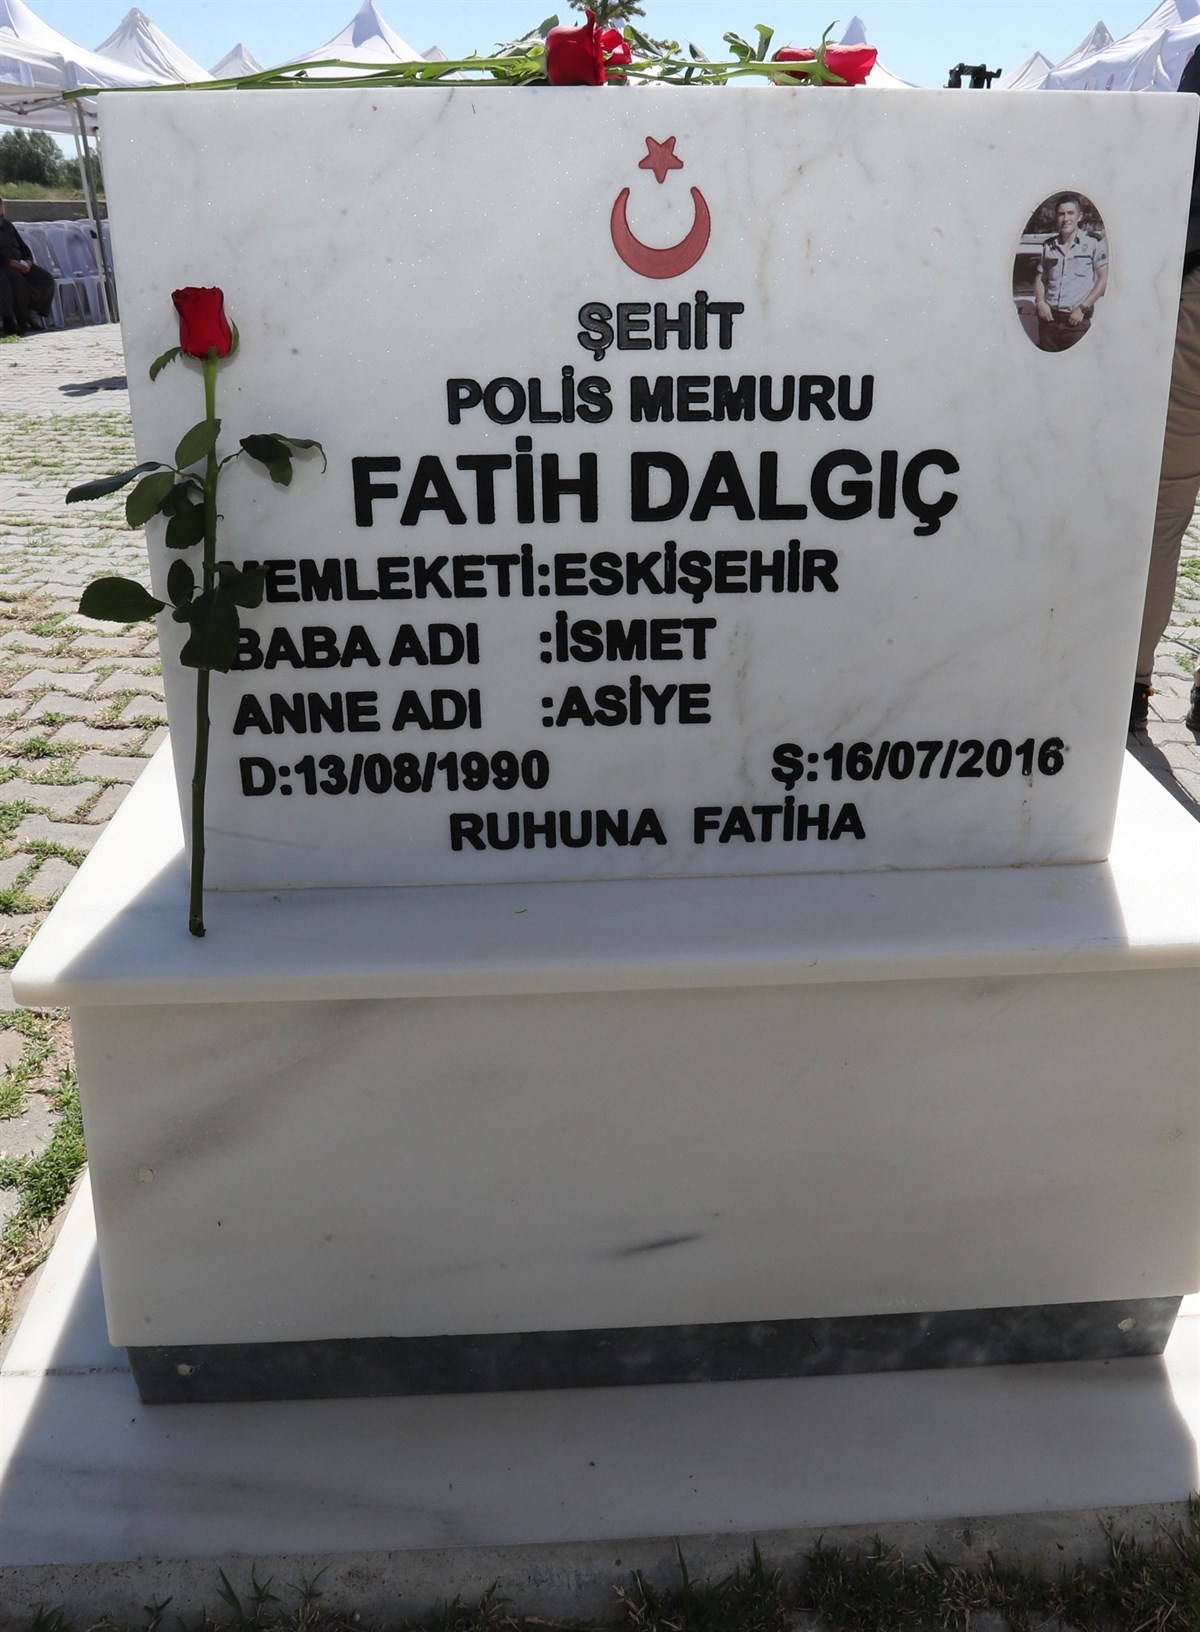 ŞEHİT
POLİS MEMURU
FATİH DALGIÇ
MEMLEKETİ:ESKİŞEHİR
BABA ADI :İSMET
ANNE ADI :ASİYE
D:13/08/1990 Ş:16/07/2016
RUHUNA FATİHA